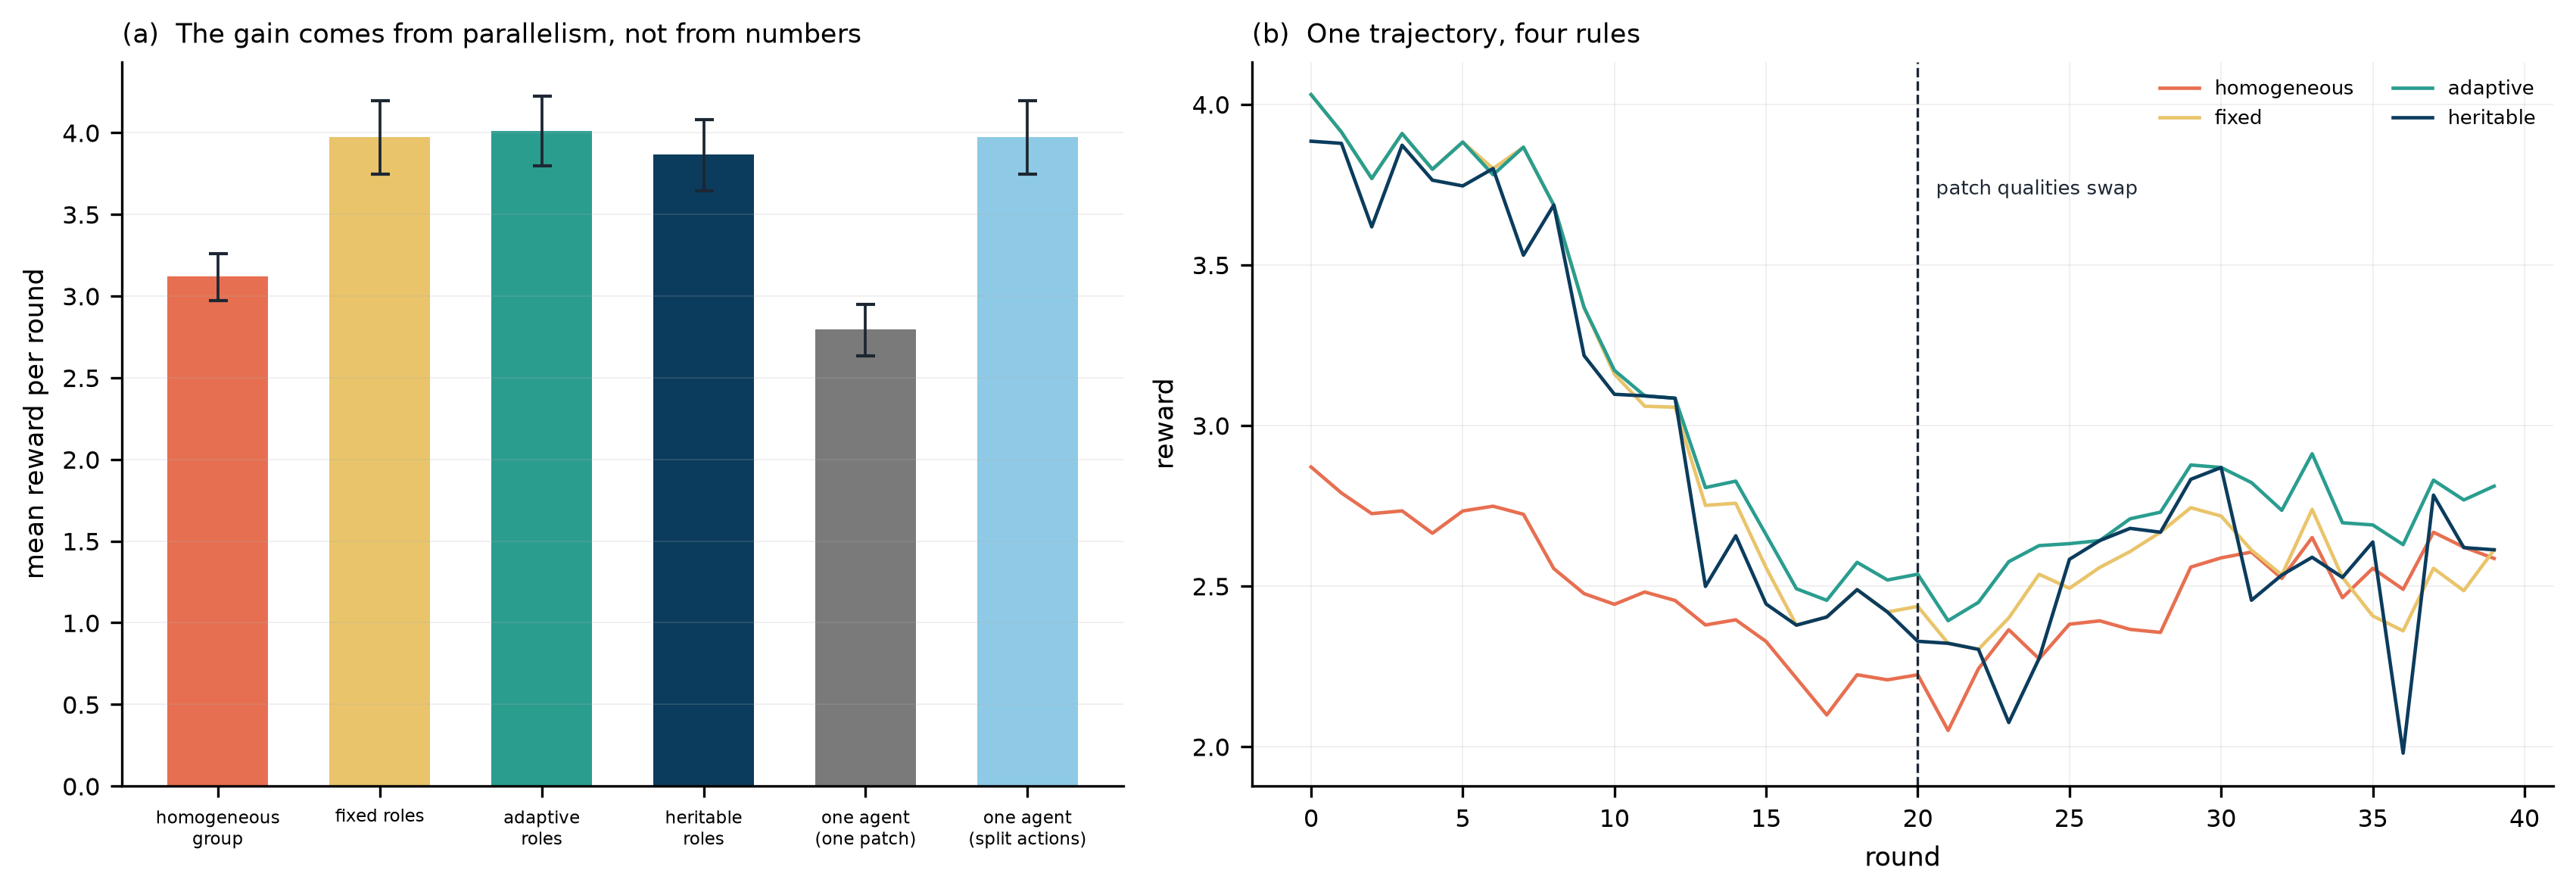 (a) The gain comes from parallelism, not from numbers
mean reward per round
4.0
3.5
3.0
2.5
2.0
1.5
1.0
0.5
0.0
homogeneous
group
fixed roles
adaptive
roles
heritable
roles
one agent
(one patch)
one agent
(split actions)
(b) One trajectory, four rules
reward
4.0
3.5
3.0
2.5
2.0
homogeneous
fixed
adaptive
heritable
patch qualities swap
0 5 10 15 20 25 30 35 40
round